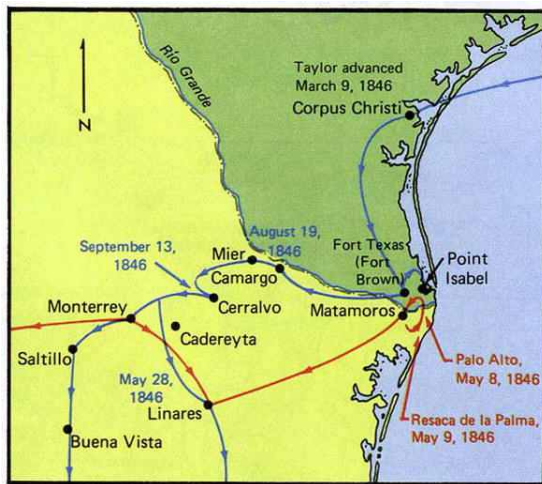 N
Río Grande
Taylor advanced
March 9, 1846
Corpus Christi
August 19,
1846
September 13,
1846
Mier
Camargo
Fort Texas
(Fort
Brown)
Point
Isabel
Monterrey
Cerralvo
Matamoros
Cadereyta
Saltillo
Palo Alto,
May 8, 1846
May 28,
1846
Linares
Resaca de la Palma,
May 9, 1846
Buena Vista